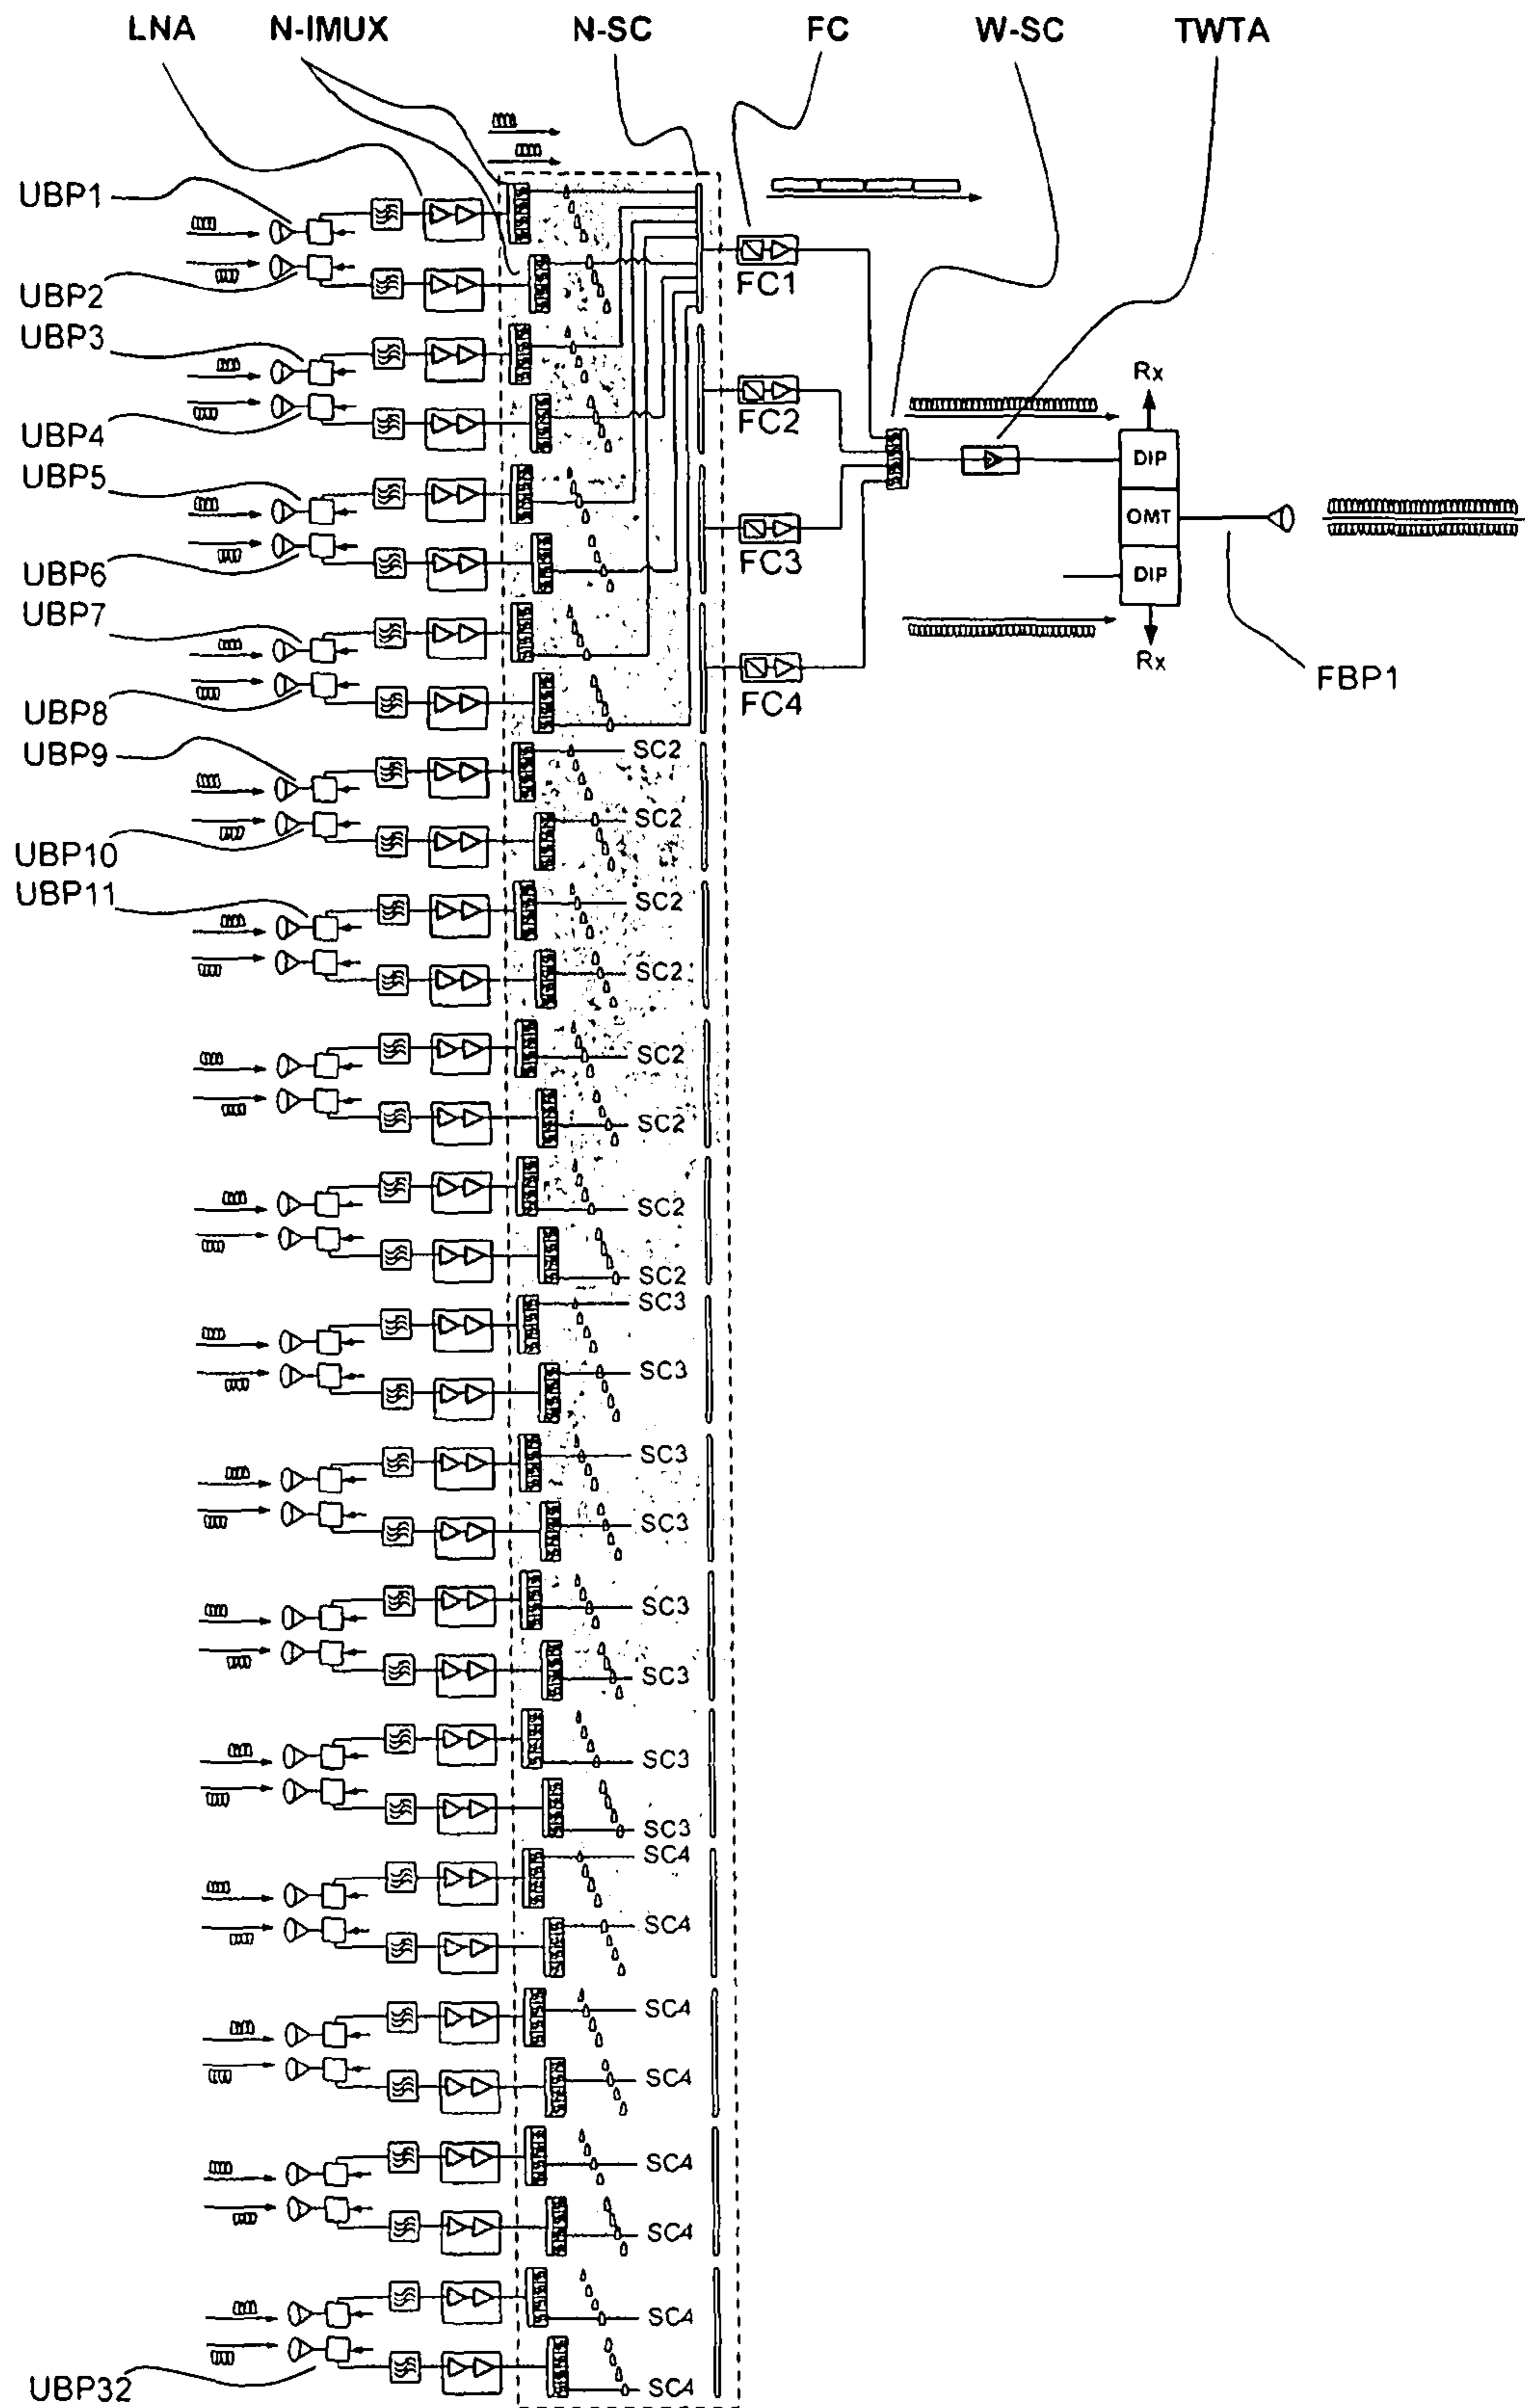 LNA N-IMUX N-SC FC W-SC TWTA
UBP1
UBP2
FC1
UBP3
Rx
UBP4
FC2
UBP5
DIP
OMT
UBP6
FC3
DIP
UBP7
Rx
FBP1
UBP8
FC4
UBP9
SC2
SC2
UBP10
UBP11
SC2
SC2
SC2
SC2
SC2
SC2
SC3
SC3
SC3
SC3
SC3
SC3
SC3
SC3
SC4
SC4
SC4
SC4
SC4
SC4
SC4
UBP32
SC4